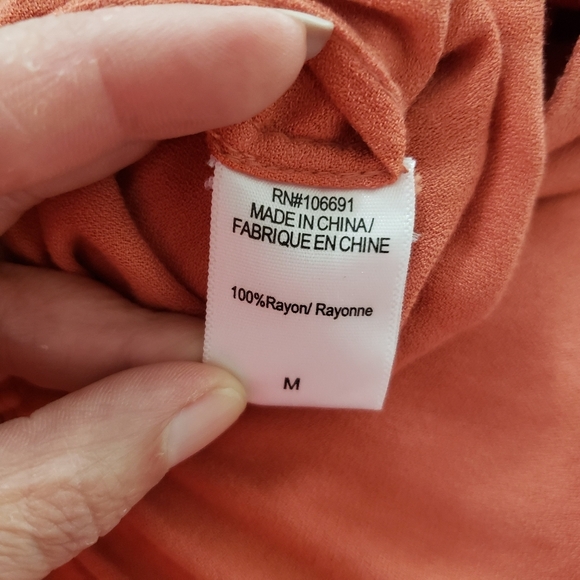 RN#106691
MADE IN CHINA/
FABRIQUE EN CHINE
100%Rayon/ Rayonne
M